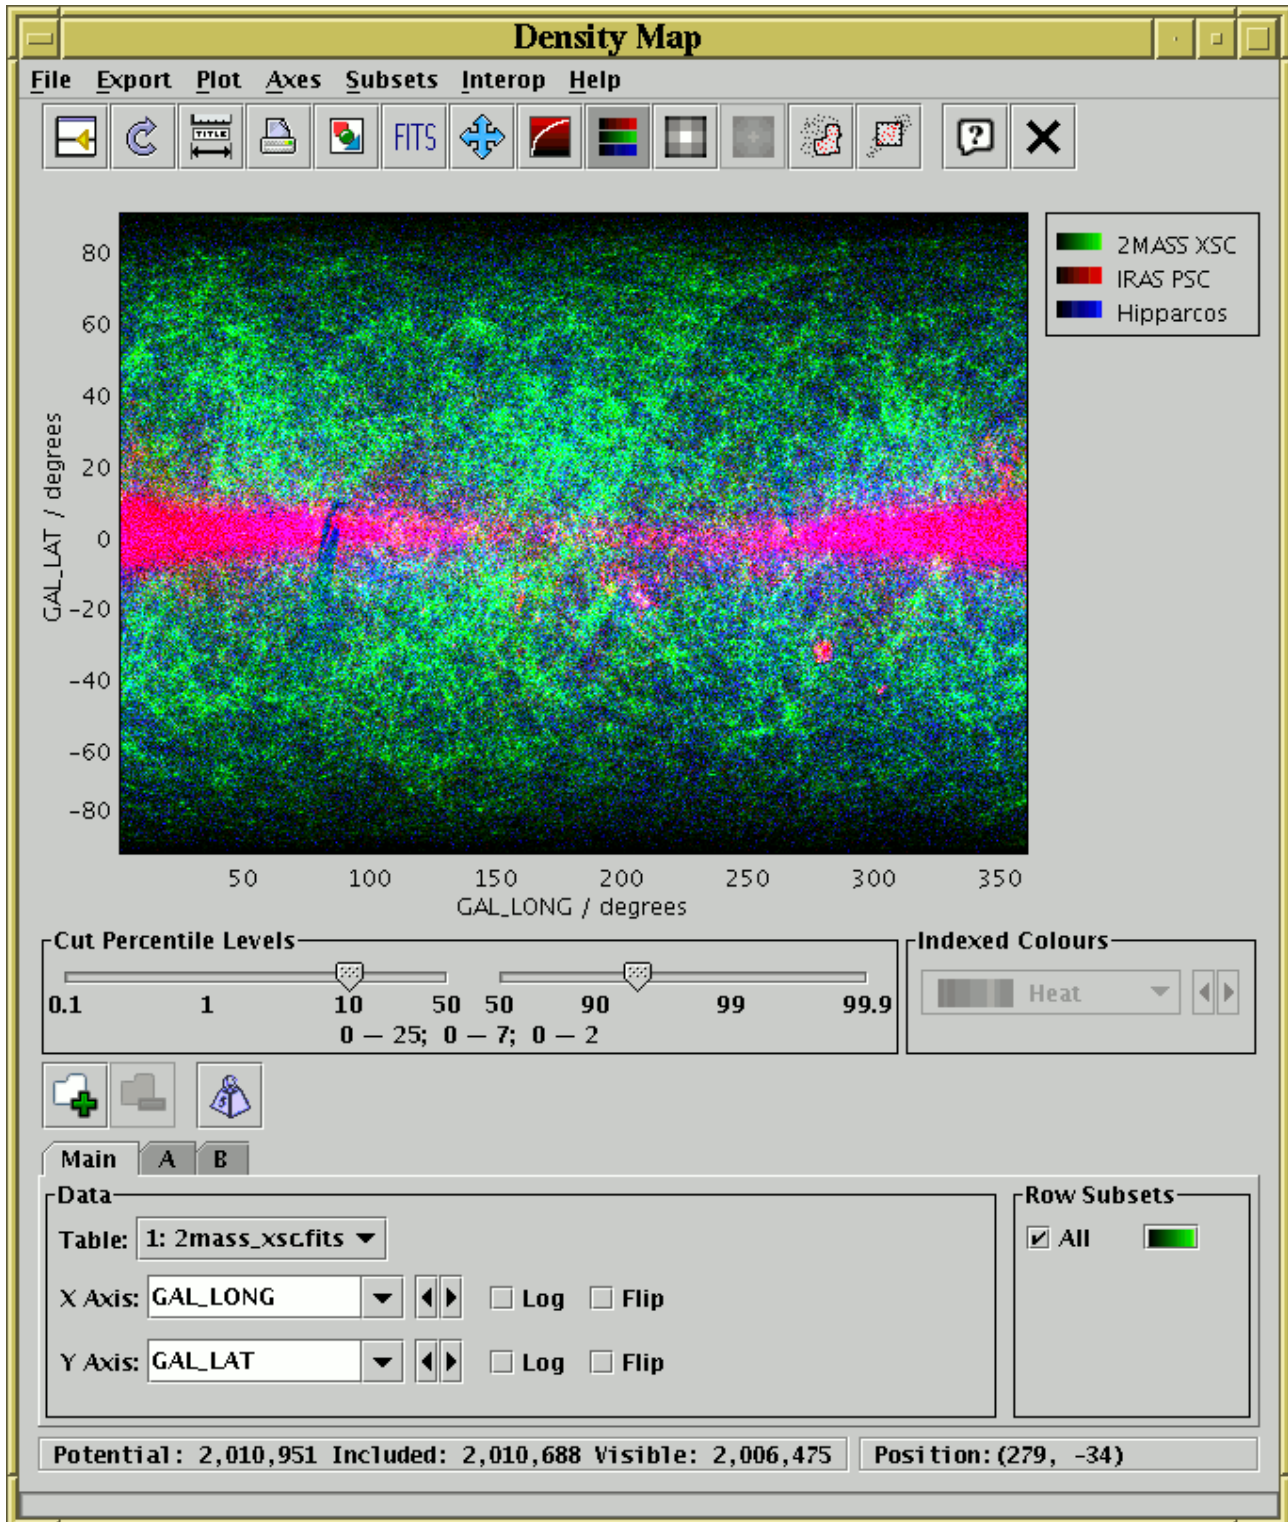 Density Map
File Export Plot Axes Subsets Interop Help
TITLE
FITS
?
80
60
40
20
0
-20
-40
-60
-80
GAL_LAT / degrees
2MASS XSC
IRAS PSC
Hipparcos
50 100 150 200 250 300 350
GAL_LONG / degrees
Cut Percentile Levels
0.1 1 10 50 50 90 99 99.9
0 — 25; 0 — 7; 0 — 2
Indexed Colours
Heat
5
Main A B
Data
Table: 1: 2mass_xsc.fits
X Axis: GAL_LONG Log Flip
Y Axis: GAL_LAT Log Flip
Row Subsets
All
Potential: 2,010,951 Included: 2,010,688 Visible: 2,006,475
Position:(279, -34)